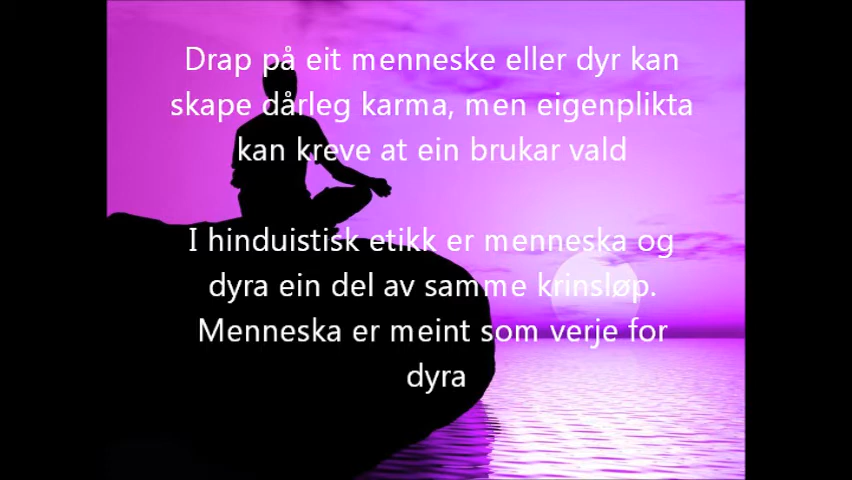 Drap på eit menneske eller dyr kan
skape dårleg karma, men eigenplikta
kan kreve at ein brukar vald
I hinduistisk etikk er menneska og
dyra ein del av samme krinsløp.
Menneska er meint som verje for
dyra